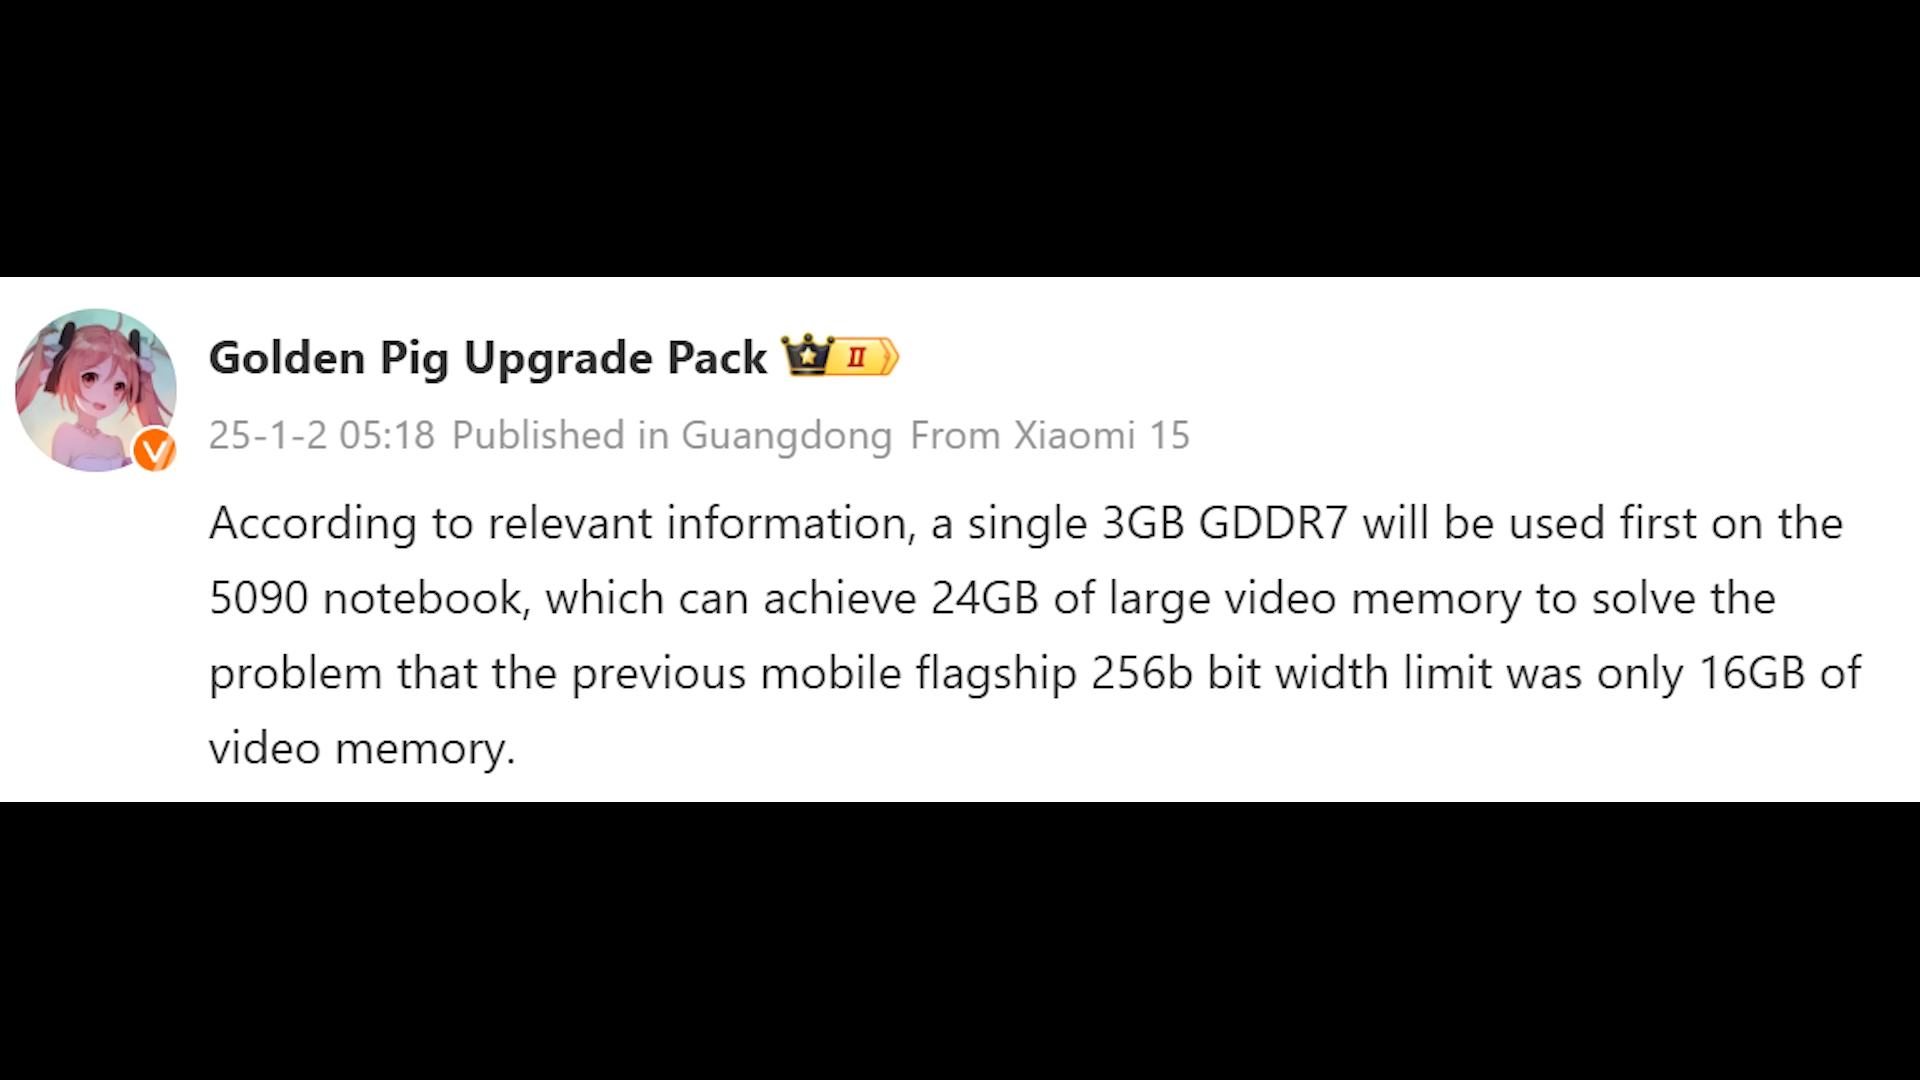 Golden Pig Upgrade Pack II
25-1-2 05:18 Published in Guangdong From Xiaomi 15
According to relevant information, a single 3GB GDDR7 will be used first on the
5090 notebook, which can achieve 24GB of large video memory to solve the
problem that the previous mobile flagship 256b bit width limit was only 16GB of
video memory.